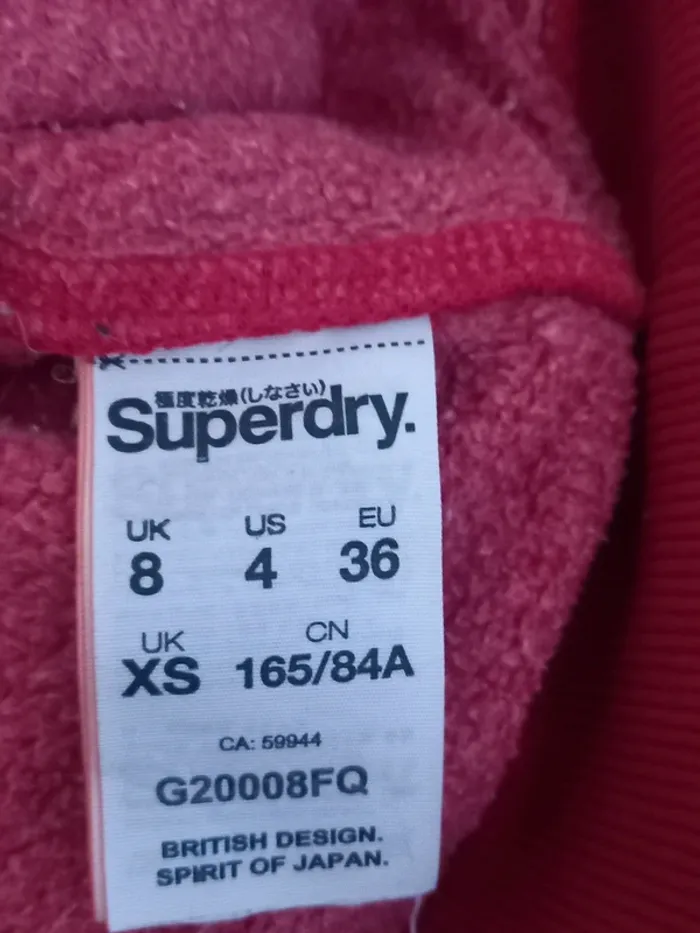 極度乾燥(しなさい)
Superdry.
UK US EU
8 4 36
UK CN
XS 165/84A
CA: 59944
G20008FQ
BRITISH DESIGN.
SPIRIT OF JAPAN.